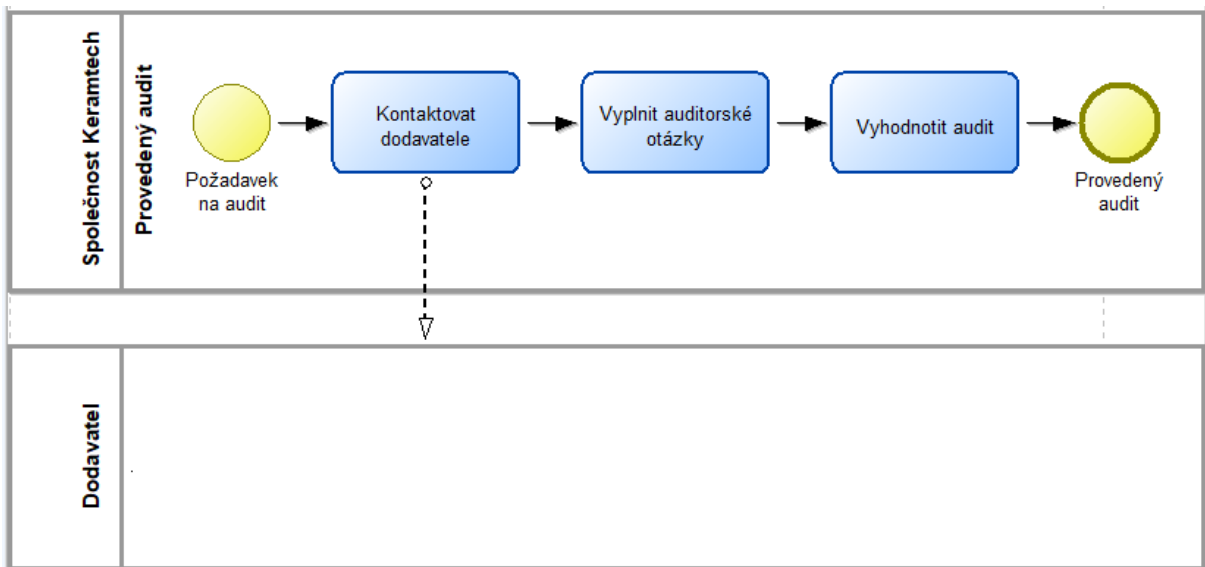 Společnost Keramtech
Provedený audit
Požadavek
na audit
Kontaktovat
dodavatele
Vyplnit auditorské
otázky
Vyhodnotit audit
Provedený
audit
Dodavatel